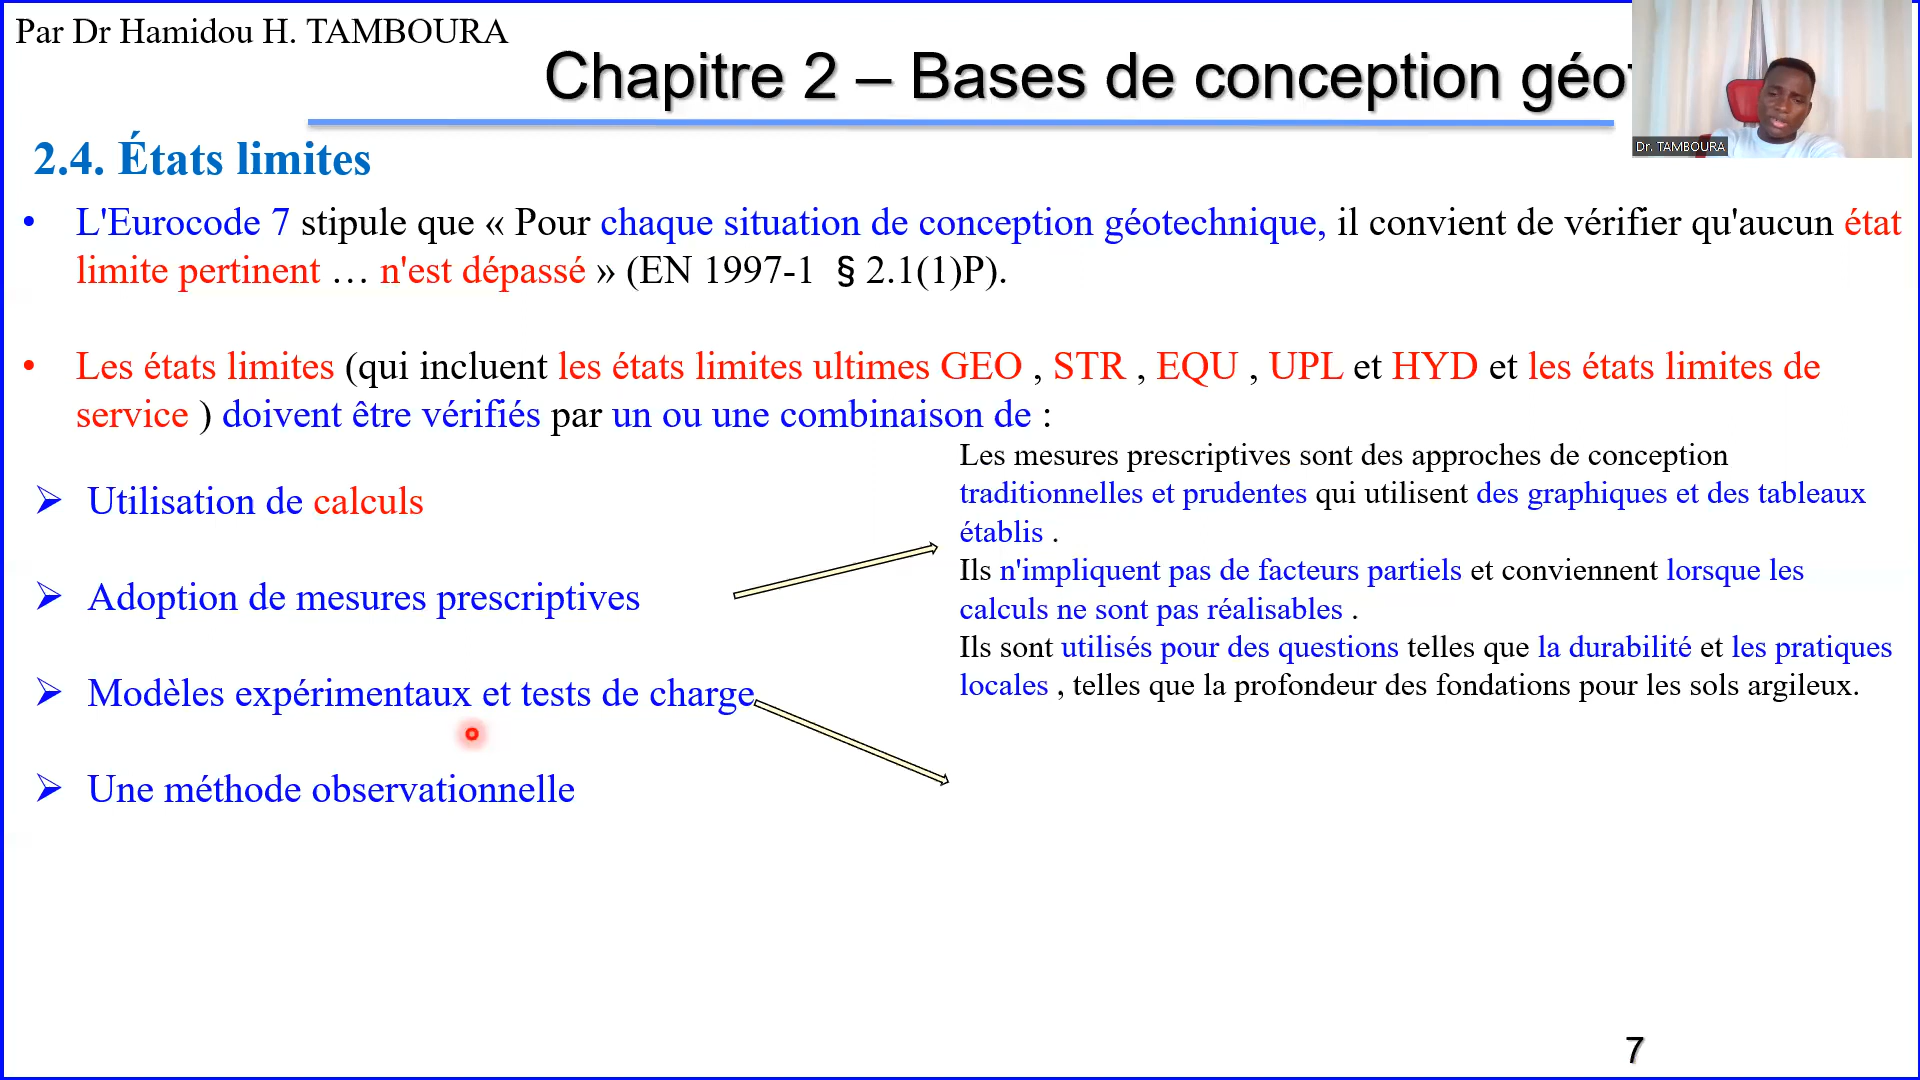 Par Dr Hamidou H. TAMBOURA
Chapitre 2 – Bases de conception géo
Dr. TAMBOURA
2.4. États limites
• L'Eurocode 7 stipule que « Pour chaque situation de conception géotechnique, il convient de vérifier qu'aucun état
limite pertinent … n'est dépassé » (EN 1997-1 § 2.1(1)P).
• Les états limites (qui incluent les états limites ultimes GEO , STR , EQU , UPL et HYD et les états limites de
service ) doivent être vérifiés par un ou une combinaison de :
➢ Utilisation de calculs
➢ Adoption de mesures prescriptives
➢ Modèles expérimentaux et tests de charge
➢ Une méthode observationnelle
Les mesures prescriptives sont des approches de conception
traditionnelles et prudentes qui utilisent des graphiques et des tableaux
établis .
Ils n'impliquent pas de facteurs partiels et conviennent lorsque les
calculs ne sont pas réalisables .
Ils sont utilisés pour des questions telles que la durabilité et les pratiques
locales , telles que la profondeur des fondations pour les sols argileux.
7